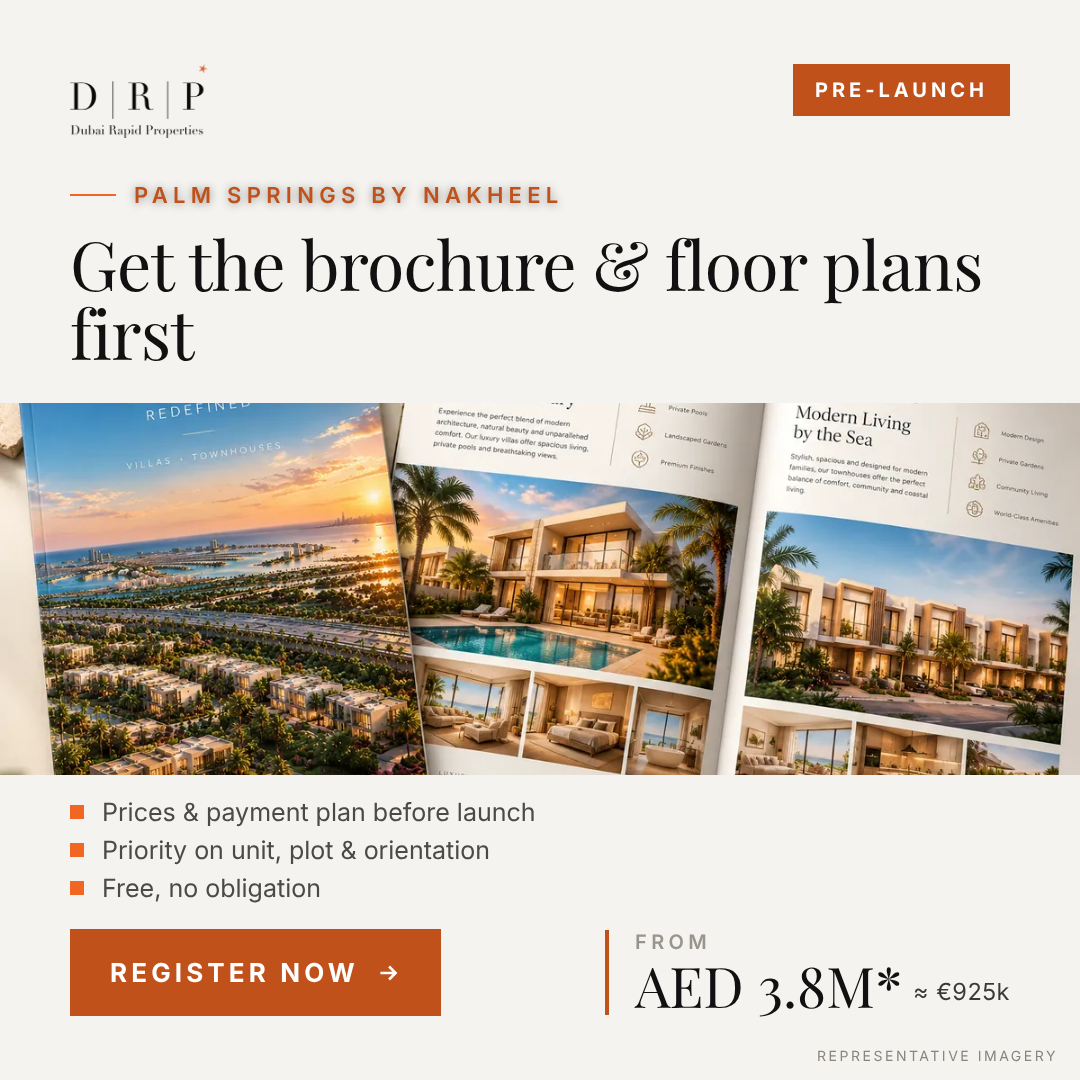 D | R | P
Dubai Rapid Properties
PRE-LAUNCH
PALM SPRINGS BY NAKHEEL
Get the brochure & floor plans
first
REDEFINED
VILLAS • TOWNHOUSES
Experience the perfect blend of modern
architecture, natural beauty and unparalleled
comfort. Our luxury villas offer spacious living,
private pools and breathsaking views.
Private Pools
Landscaped Gardens
Premium Finishes
Modern Living
by the Sea
Stylish, spacious and designed for modern
families, our townhouses offer the perfect
balance of comfort, community and coastal
living.
Modern Design
Private Gardens
Community Living
World-Class Amenities
Prices & payment plan before launch
Priority on unit, plot & orientation
Free, no obligation
REGISTER NOW →
FROM
AED 3.8M* ≈ €925k
REPRESENTATIVE IMAGERY